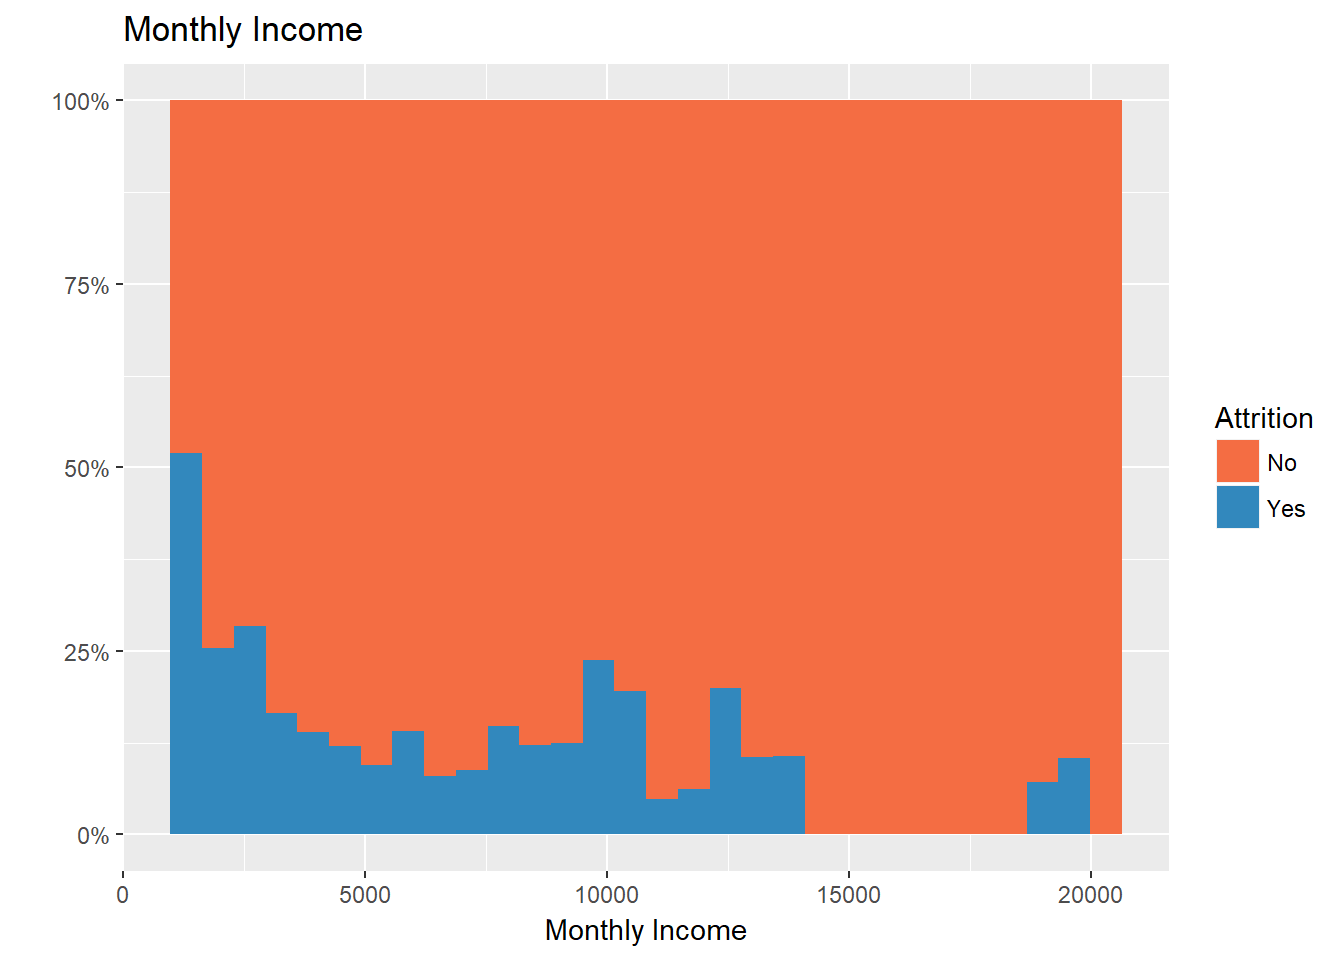 Monthly Income
100%
75%
50%
25%
0%
0 5000 10000 15000 20000
Monthly Income
Attrition
No
Yes